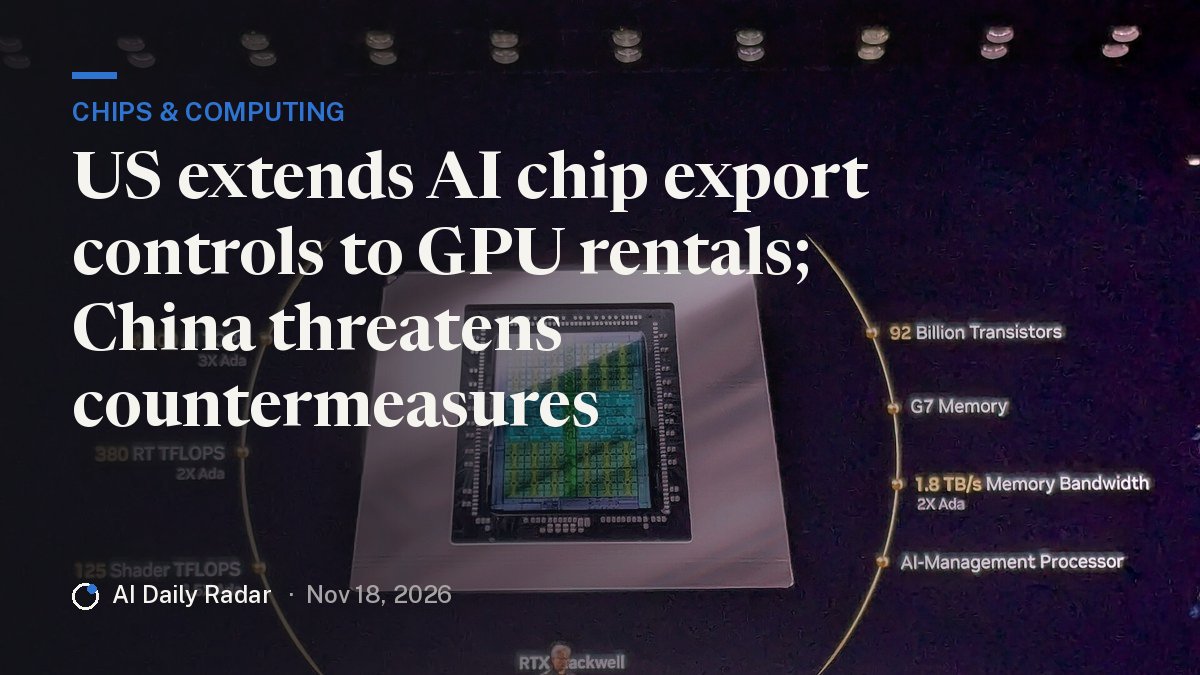 CHIPS & COMPUTING
US extends AI chip export
controls to GPU rentals;
China threatens
countermeasures
3X Ada
380 RT TFLOPS
2X Ada
125 Shader TFLOPS
92 Billion Transistors
G7 Memory
1.8 TB/s Memory Bandwidth
2X Ada
AI-Management Processor
AI Daily Radar · Nov 18, 2026
RTX